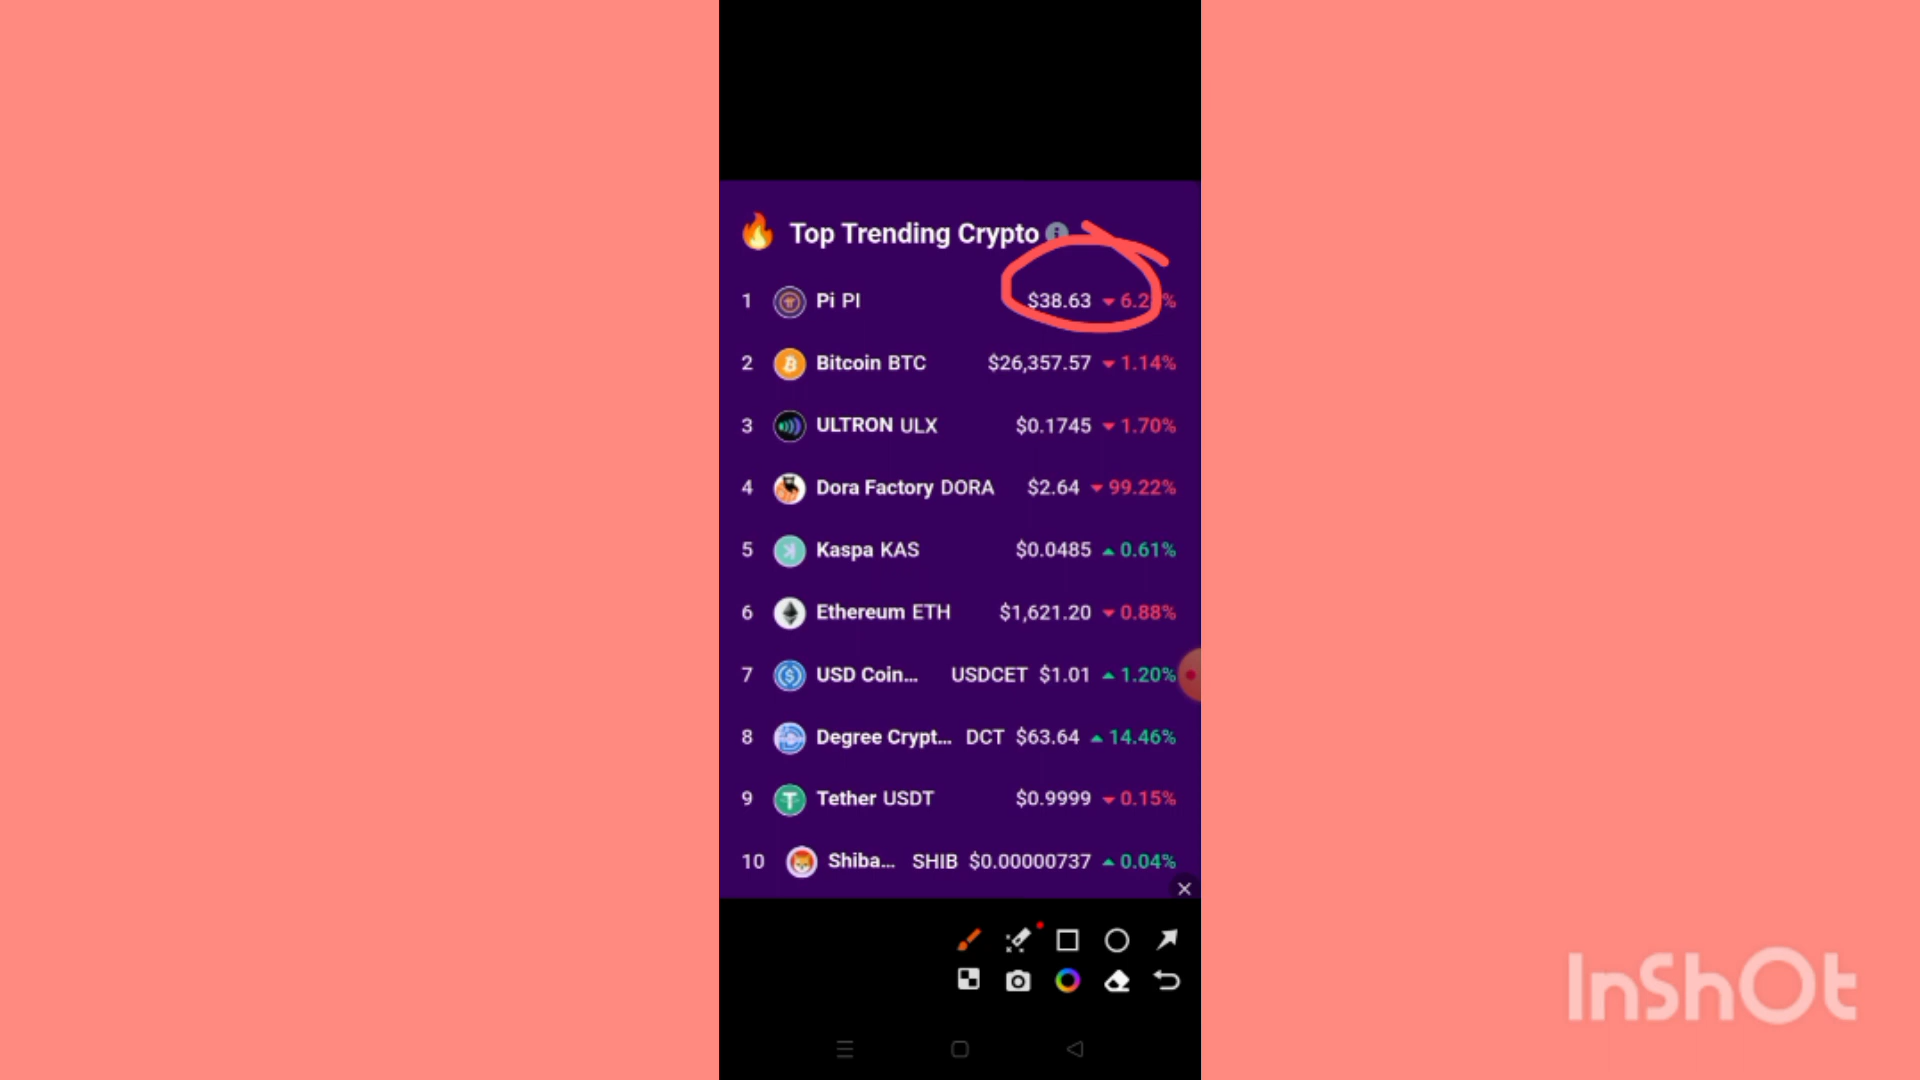 Top Trending Crypto
1 Pi PI $38.63
2 Bitcoin BTC $26,357.57 1.14%
3 ULTRON ULX $0.1745 1.70%
4 Dora Factory DORA $2.64 99.22%
5 Kaspa KAS $0.0485 0.61%
6 Ethereum ETH $1,621.20 0.88%
7 USD Coin... USDCET $1.01 1.20%
8 Degree Crypt... DCT $63.64 14.46%
9 Tether USDT $0.9999 0.15%
10 Shiba... SHIB $0.00000737 0.04%
InShOt